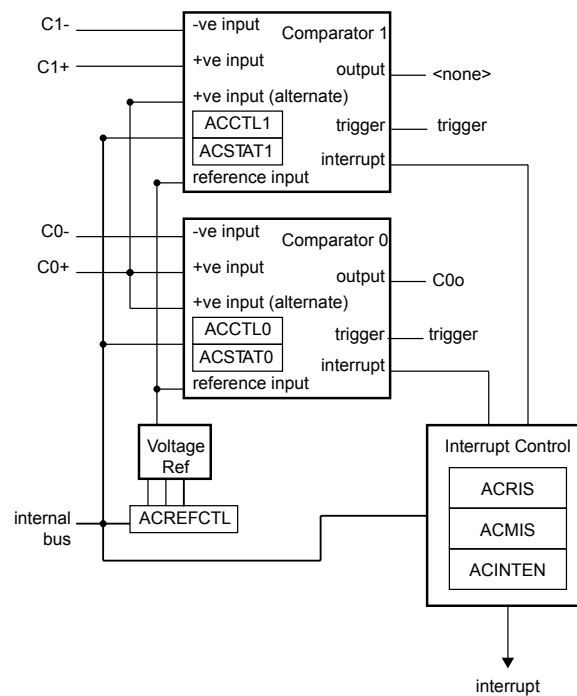 C1-
-ve input
Comparator 1
C1+
+ve input
output
<none>
+ve input (alternate)
ACCTL1
trigger
trigger
ACSTAT1
interrupt
reference input
C0-
-ve input
Comparator 0
C0+
+ve input
output
C0o
+ve input (alternate)
ACCTL0
trigger
trigger
ACSTAT0
interrupt
reference input
Voltage
Ref
Interrupt Control
ACRIS
internal
bus
ACREFCTL
ACMIS
ACINTEN
interrupt